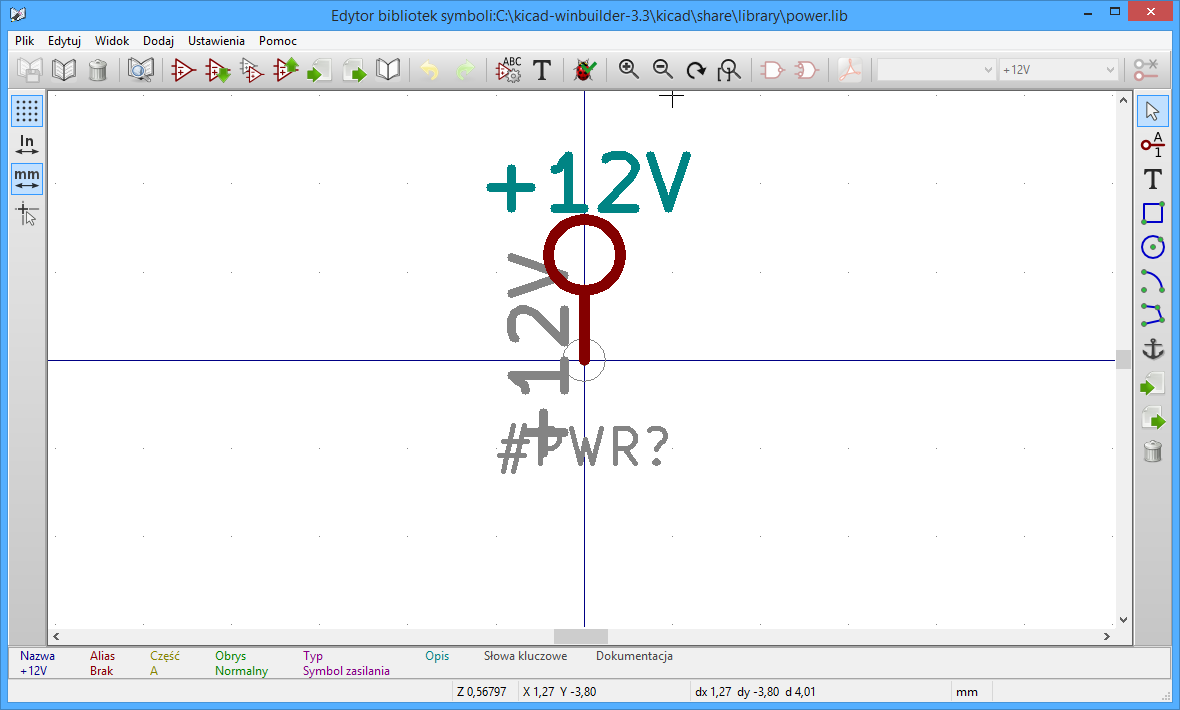 Edytor bibliotek symboli:C:\kicad-winbuilder-3.3\kicad\share\library\power.lib
Plik Edytuj Widok Dodaj Ustawienia Pomoc
ABC
T
+12V
In
mm
A
1
T
+12V
+12V
#PWR?
Nazwa Alias Część Obrys Typ Opis Słowa kluczowe Dokumentacja
+12V Brak A Normalny Symbol zasilania
Z 0,56797 X 1,27 Y -3,80 dx 1,27 dy -3,80 d 4,01 mm